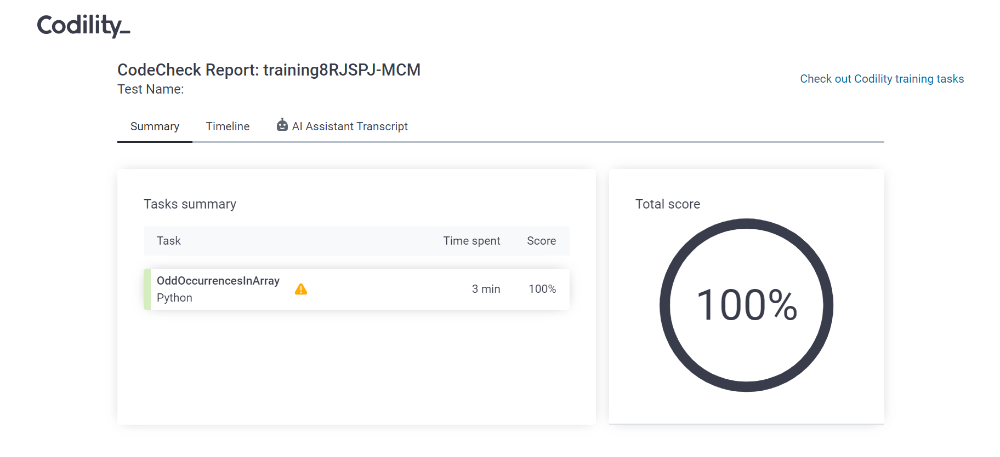 Codility_
CodeCheck Report: training8RJSPJ-MCM
Test Name:
Check out Codility training tasks
Summary
Timeline
AI Assistant Transcript
Tasks summary
Task Time spent Score
OddOccurrencesInArray
Python
3 min 100%
Total score
100%